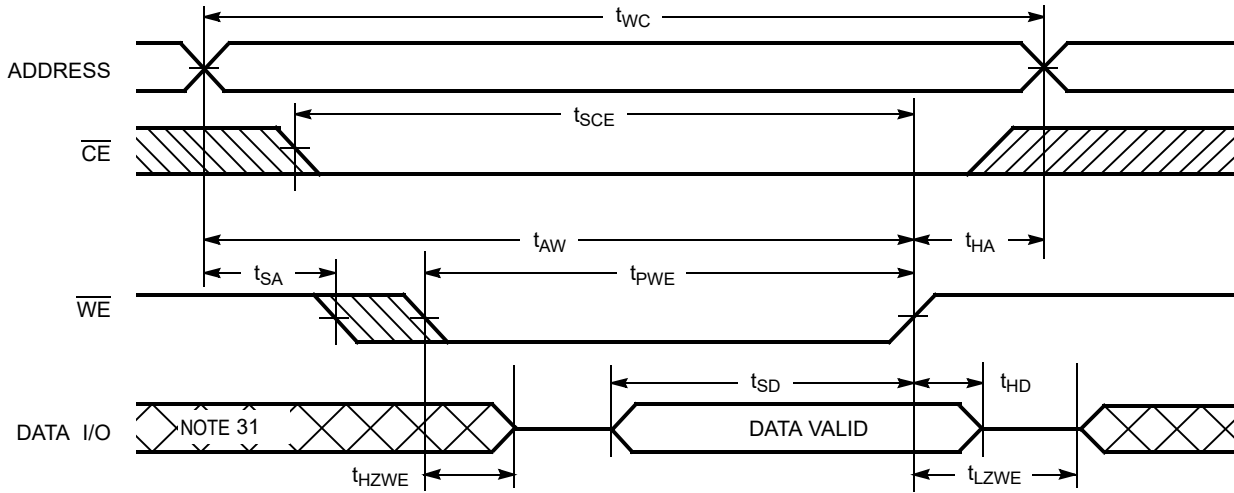 tWC
ADDRESS
tSCE
CE
tAW
tHA
tSA
tPWE
WE
tSD
tHD
DATA I/O
NOTE 31
DATA VALID
tHZWE
tLZWE